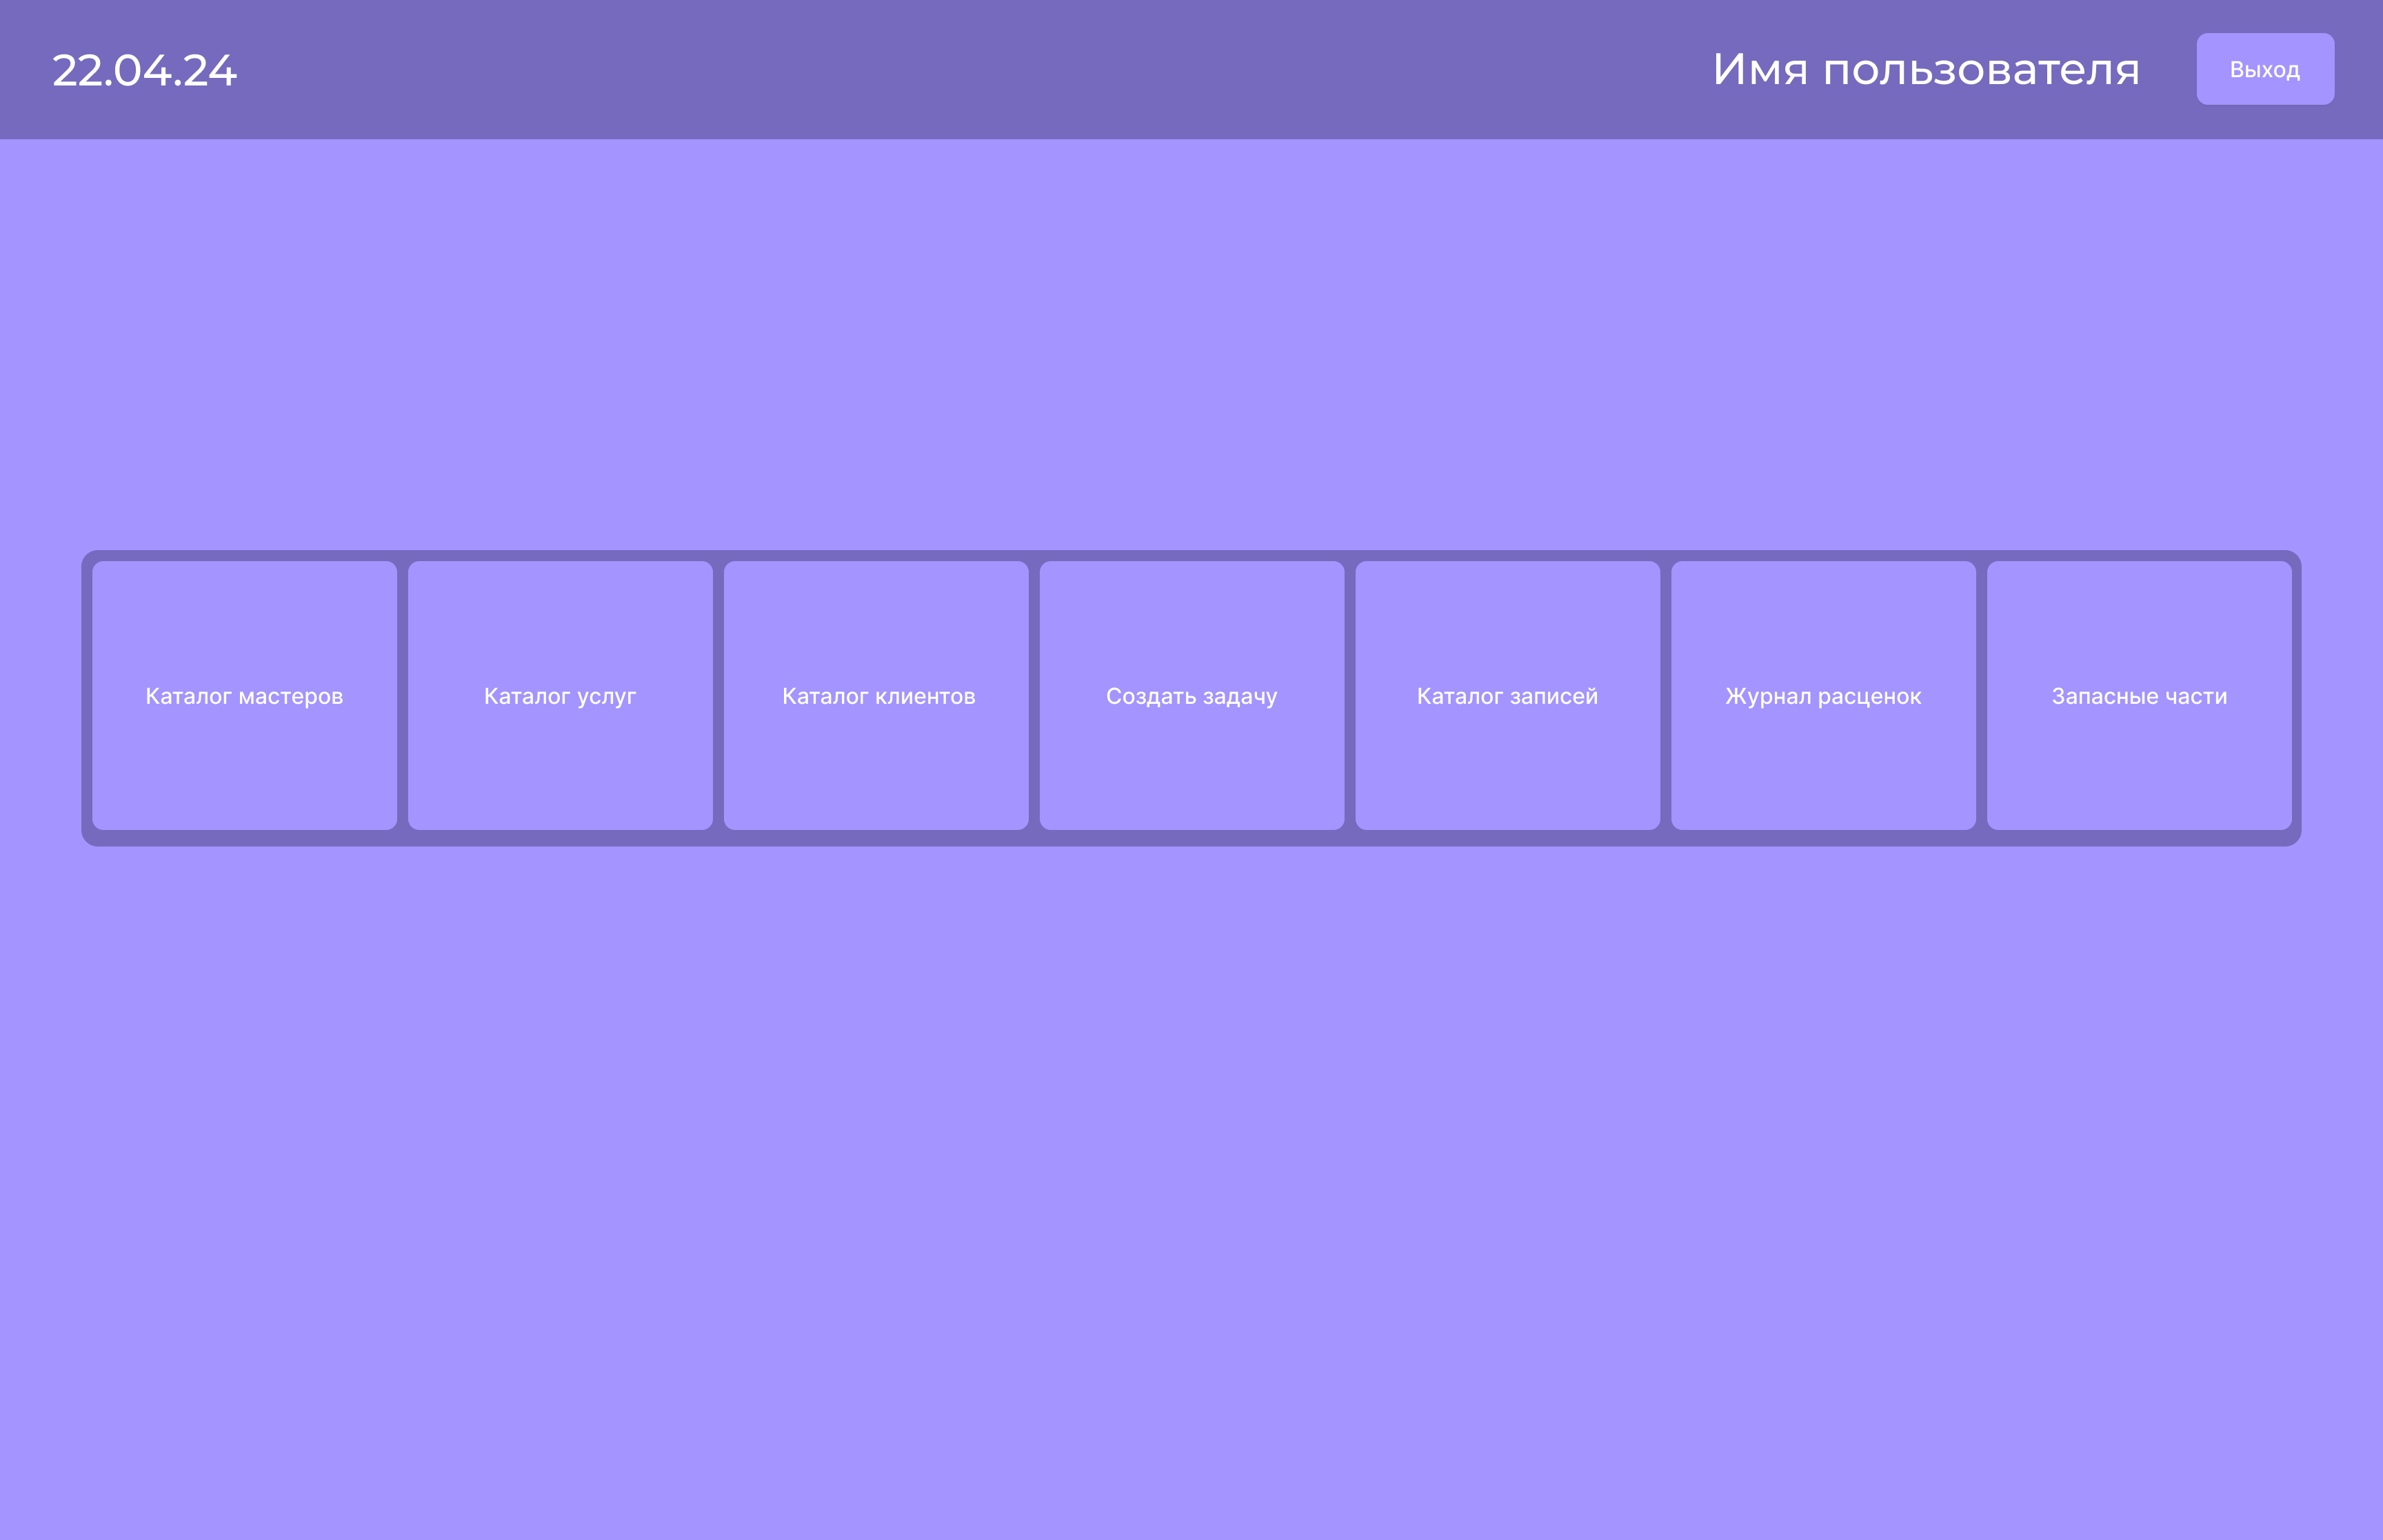 22.04.24
Имя пользователя
Выход
Каталог мастеров
Каталог услуг
Каталог клиентов
Создать задачу
Каталог записей
Журнал расценок
Запасные части